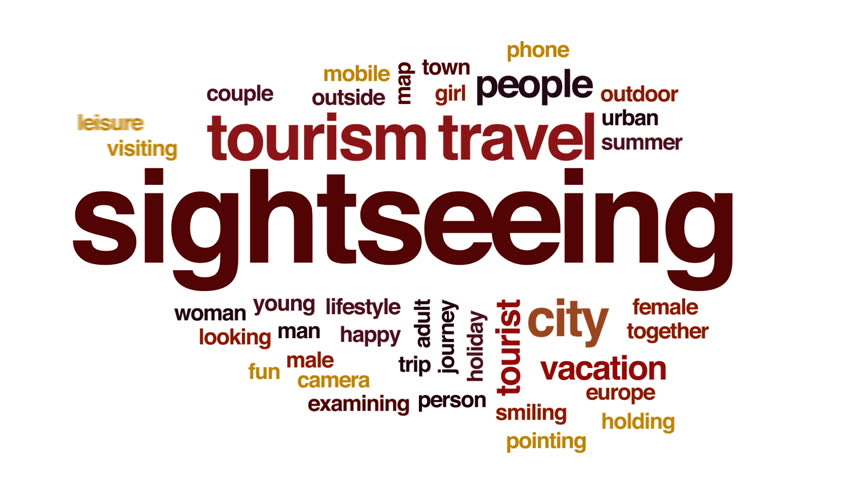 phone
mobile
map
town
people
couple
outside
girl
outdoor
leisure
visiting
tourism
travel
urban
summer
sightseeing
woman
young
lifestyle
adult
journey
holiday
tourist
city
female
together
looking
man
happy
fun
male
camera
trip
vacation
examining
person
smiling
europe
holding
pointing